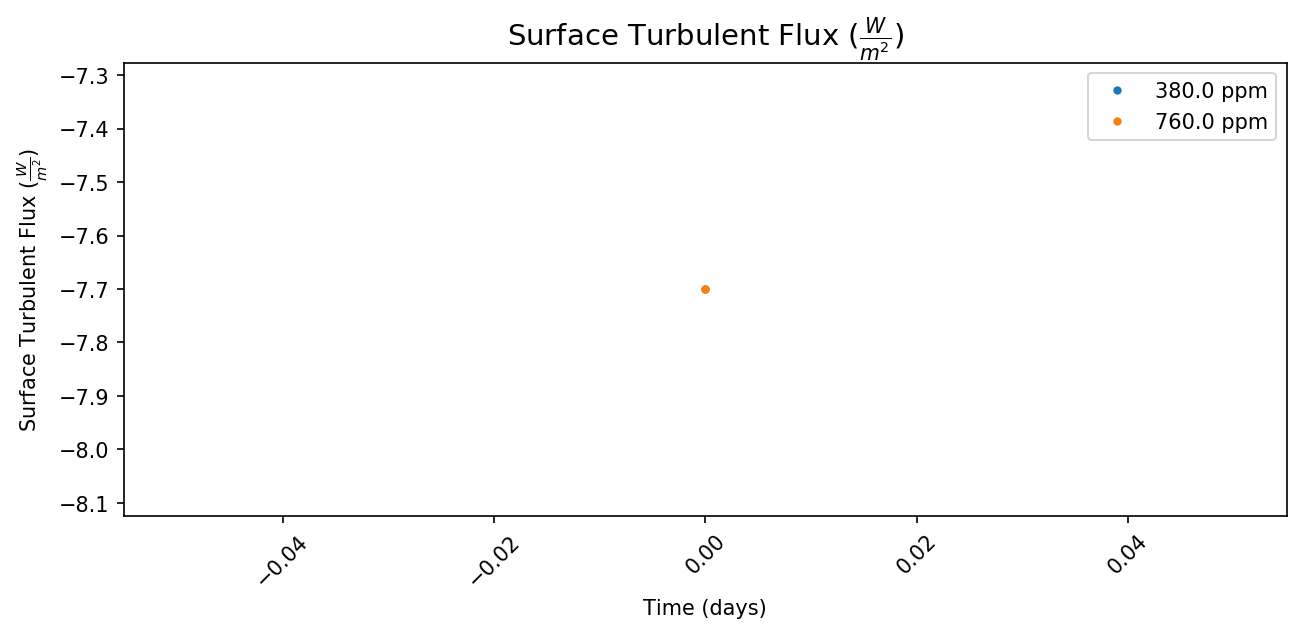 Surface Turbulent Flux (W/m²)
380.0 ppm
760.0 ppm
Surface Turbulent Flux (W/m²)
−7.3
−7.4
−7.5
−7.6
−7.7
−7.8
−7.9
−8.0
−8.1
−0.04
−0.02
0.00
0.02
0.04
Time (days)